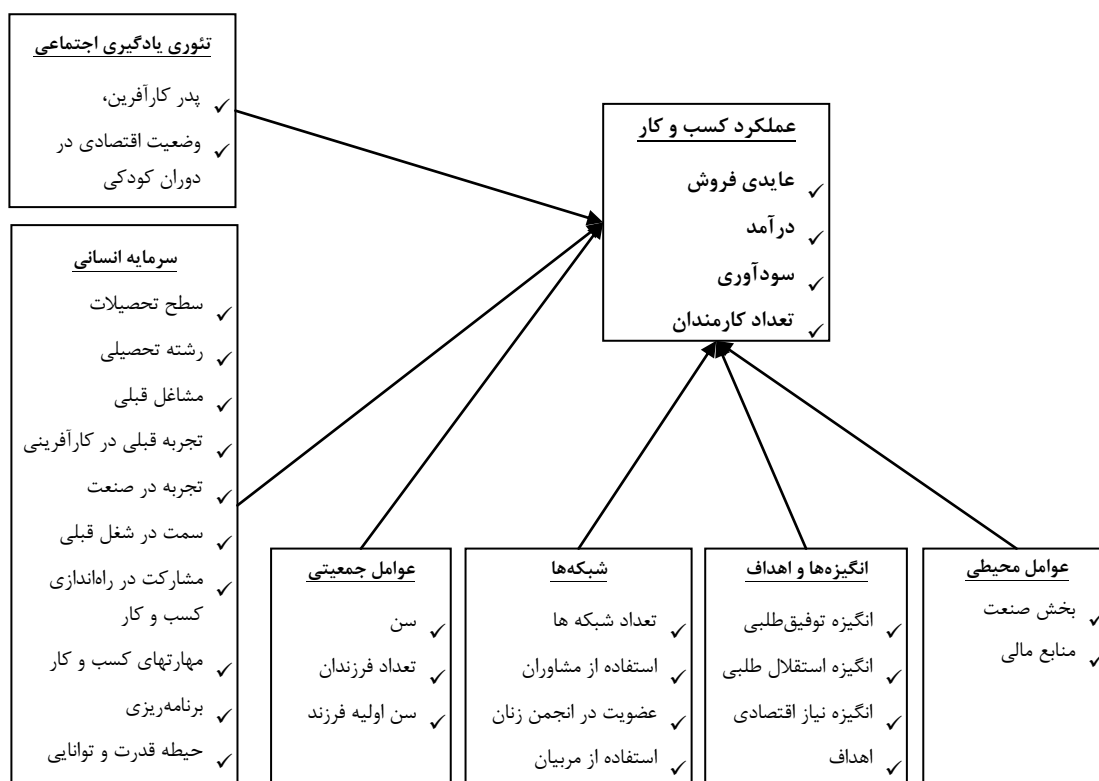 تئوری یادگیری اجتماعی
✓ پدر کارآفرین،
✓ وضعیت اقتصادی در
دوران کودکی
عملکرد کسب و کار
✓ عایدی فروش
✓ درآمد
✓ سودآوری
✓ تعداد کارمندان
سرمایه انسانی
✓ سطح تحصیلات
✓ رشته تحصیلی
✓ مشاغل قبلی
✓ تجربه قبلی در کارآفرینی
✓ تجربه در صنعت
✓ سمت در شغل قبلی
✓ مشارکت در راه‌اندازی
کسب و کار
✓ مهارتهای کسب و کار
✓ برنامه‌ریزی
✓ حیطه قدرت و توانایی
عوامل جمعیتی
✓ سن
✓ تعداد فرزندان
✓ سن اولیه فرزند
شبکه‌ها
✓ تعداد شبکه ها
✓ استفاده از مشاوران
✓ عضویت در انجمن زنان
✓ استفاده از مربیان
انگیزه‌ها و اهداف
✓ انگیزه توفیق‌طلبی
✓ انگیزه استقلال طلبی
✓ انگیزه نیاز اقتصادی
✓ اهداف
عوامل محیطی
✓ بخش صنعت
✓ منابع مالی